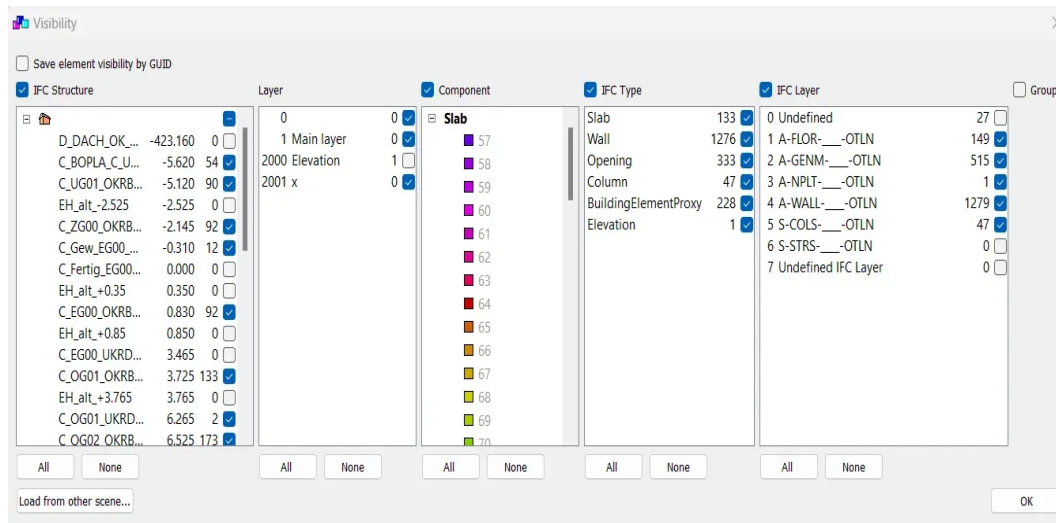 Visibility
Save element visibility by GUID
IFC Structure
D_DACH_OK_... -423.160 0
C_BOPLA_C_U... -5.620 54
C_UG01_OKRB... -5.120 90
EH_alt_-2.525 -2.525 0
C_ZG00_OKRB... -2.145 92
C_Gew_EG00_... -0.310 12
C_Fertig_EG00... 0.000 0
EH_alt_+0.35 0.350 0
C_EG00_OKRB... 0.830 92
EH_alt_+0.85 0.850 0
C_EG00_UKRD... 3.465 0
C_OG01_OKRB... 3.725 133
EH_alt_+3.765 3.765 0
C_OG01_UKRD... 6.265 2
C_OG02_OKRB... 6.525 173
All None
Load from other scene...
Layer
0 0
1 Main layer 0
2000 Elevation 1
2001 x 0
All None
Component
Slab
57
58
59
60
61
62
63
64
65
66
67
68
69
70
All None
IFC Type
Slab 133
Wall 1276
Opening 333
Column 47
BuildingElementProxy 228
Elevation 1
All None
IFC Layer
0 Undefined 27
1 A-FLOR-___-OTLN 149
2 A-GENM-___-OTLN 515
3 A-NPLT-___-OTLN 1
4 A-WALL-___-OTLN 1279
5 S-COLS-___-OTLN 47
6 S-STRS-___-OTLN 0
7 Undefined IFC Layer 0
All None
Group
OK